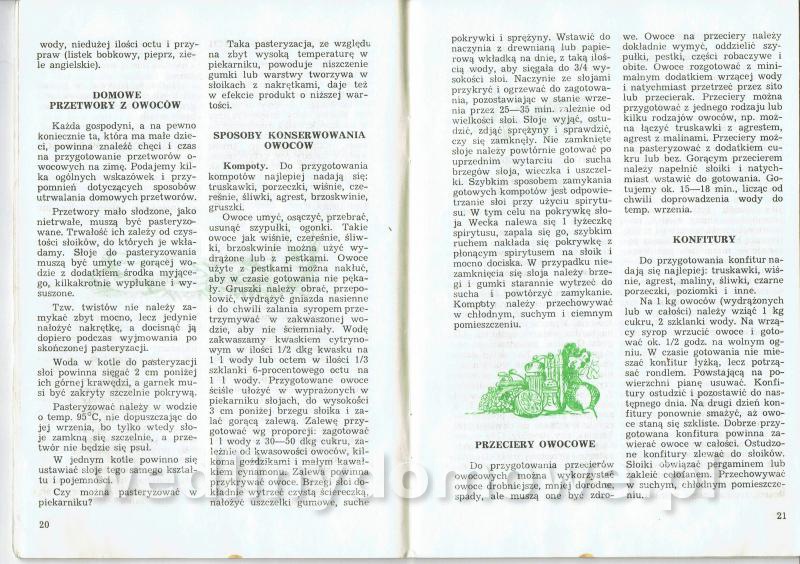 wody, niedużej ilości octu i przy-
praw (listek bobkowy, pieprz, zie-
le angielskie).
DOMOWE
PRZETWORY Z OWOCÓW
Każda gospodyni, a na pewno
koniecznie ta, która ma małe dzie-
ci, powinna znaleźć chęci i czas
na przygotowanie przetworów o-
wocowych na zimę. Podajemy kil-
ka ogólnych wskazówek i przy-
pomnień dotyczących sposobów
utrwalania domowych przetworów.
Przetwory mało słodzone, jako
nietrwałe, muszą być pasteryzo-
wane. Trwałość ich zależy od czys-
tości słoików, do których je wkła-
damy. Słoje do pasteryzowania
muszą być umyte w gorącej wodz-
zie z dodatkiem środka myjące-
go, kilkakrotnie wypłukane i wy-
suszone.
Tzw. twistów nie należy za-
mykać zbyt mocno, lecz jedynie
nałożyć nakrętkę, a docisnąć ją
dopiero podczas wyjmowania po
skończonej pasteryzacji.
Woda w kotle do pasteryzacji
słoi powinna sięgać 2 cm poniżej
ich górnej krawędzi, a garnek mu-
si być zakryty szczelnie pokrywą.
Pasteryzować należy w wodzie
o temp. 95°C, nie dopuszczając do
jej wrzenia, bo tylko wtedy sło-
je zamkną się szczelnie, a prze-
twór nie będzie się psuł.
W jednym kotle powinno się
ustawiać słoje tego samego kształ-
tu i pojemności.
Czy można pasteryzować w
piekarniku?
20
Taka pasteryzacja, ze względu
na zbyt wysoką temperaturę w
piekarniku, powoduje niszczenie
gumki lub warstwy tworzywa w
słoikach z nakrętkami, daje też
w efekcie produkt o niższej war-
tości.
SPOSOBY KONSERWOWANIA
OWOCÓW
Kompoty. Do przygotowania
kompotów najlepiej nadają się:
truskawki, porzeczki, wiśnie, cze-
reśnie, śliwki, agrest, brzoskwinie,
gruszki.
Owoce umyć, osączyć, przebrać,
usunąć szypułki, ogonki. Takie
owoce jak wiśnie, czereśnie, śliw-
ki, brzoskwinie można użyć wy-
drążone lub z pestkami. Owoce
użyte z pestkami można nakłuć,
aby w czasie gotowania nie pęka-
ły. Gruszki należy obrać, przepo-
łowić, wydrążyć gniazda nasienne
i do chwili zalania syropem prze-
trzymywać w zakwaszonej wo-
dzie, aby nie ściemniały. Wodę
zakwaszamy kwaskiem cytryno-
wym w ilości 1/2 dkg kwasku na
1 l wody lub octem w ilości 1/3
szklanki 6-procentowego octu na
1 l wody. Przygotowane owoce
ściśle ułożyć w wyprażonych w
piekarniku słojach, do wysokości
3 cm poniżej brzegu słoika i za-
lać gorącą zalewą. Zalewę przy-
gotować wg proporcji: zagotować
1 l wody z 30—50 dkg cukru, za-
leżnie od kwasowości owoców, kil-
koma goździkami i małym kawał-
kiem cynamonu. Zalewa powinna
przykrywać owoce. Brzegi słoi do-
kładnie wytrzeć czystą ściereczką,
nałożyć uszczelki gumowe, suche
pokrywki i sprężyny. Wstawić do
naczynia z drewnianą lub papie-
rową wkładką na dnie, z taką iloś-
cią wody, aby sięgała do 3/4 wy-
sokości słoi. Naczynie ze słojami
przykryć i ogrzewać do zagotowa-
nia, pozostawiając w stanie wrze-
nia przez 25—35 min. zależnie od
wielkości słoi. Słoje wyjąć, ostu-
dzić, zdjąć sprężyny i sprawdzić,
czy się zamknęły. Nie zamknięte
słoje należy powtórnie gotować po
uprzednim wytarciu do sucha
brzegów słoja, wieczka i uszczel-
ki. Szybkim sposobem zamykania
gotowych kompotów jest odpowie-
trzanie słoi przy użyciu spirytu-
su. W tym celu na pokrywkę sło-
ja Wecka nalewa się 1 łyżeczkę
spirytusu, zapala się go, szybkim
ruchem nakłada się pokrywkę z
płonącym spirytusem na słoik i
mocno dociska. W przypadku nie-
zamknięcia się słoja należy brze-
gi i gumki starannie wytrzeć do
sucha i powtórzyć zamykanie.
Kompoty należy przechowywać
w chłodnym, suchym i ciemnym
pomieszczeniu.
PRZECIERY OWOCOWE
Do przygotowania przecierów
owocowych można wykorzystać
owoce drobniejsze, mniej dorodne,
spady, ale muszą one być zdro-
we. Owoce na przeciery należy
dokładnie wymyć, oddzielić szy-
pułki, pestki, części robaczywe i
obite. Owoce rozgotować z mini-
malnym dodatkiem wrzącej wody
i natychmiast przetrzeć przez sito
lub przecierak. Przeciery można
przygotować z jednego rodzaju lub
kilku rodzajów owoców, np. moż-
na łączyć truskawki z agrestem,
agrest z malinami. Przeciery moż-
na pasteryzować z dodatkiem cu-
kru lub bez. Gorącym przecierem
należy napełnić słoiki i natych-
miast wstawić do gotowania. Go-
tujemy ok. 15—18 min., licząc od
chwili doprowadzenia wody do
temp. wrzenia.
KONFITURY
Do przygotowania konfitur na-
dają się najlepiej: truskawki, wiś-
nie, agrest, maliny, śliwki, czarne
porzeczki, poziomki i inne.
Na 1 kg owoców (wydrążonych
lub w całości) należy wziąć 1 kg
cukru, 2 szklanki wody. Na wrzą-
cy syrop wrzucić owoce i goto-
wać ok. 1/2 godz. na wolnym og-
niu. W czasie gotowania nie mie-
szać konfitur łyżką, lecz potrzą-
sać rondlem. Powstającą na po-
wierzchni pianę usuwać. Konfi-
tury ostudzić i pozostawić do nas-
tępnego dnia. Na drugi dzień kon-
fitury ponownie smażyć, aż owo-
ce staną się szkliste. Dobrze przy-
gotowana konfitura powinna za-
wierać owoce w całości. Ostudzo-
ne konfitury zlewać do słoików.
Słoiki obwiązać pergaminem lub
zakleić celofanem. Przechowywać
w suchym, chłodnym pomieszcze-
niu.
21
wedlinydomowe.pl